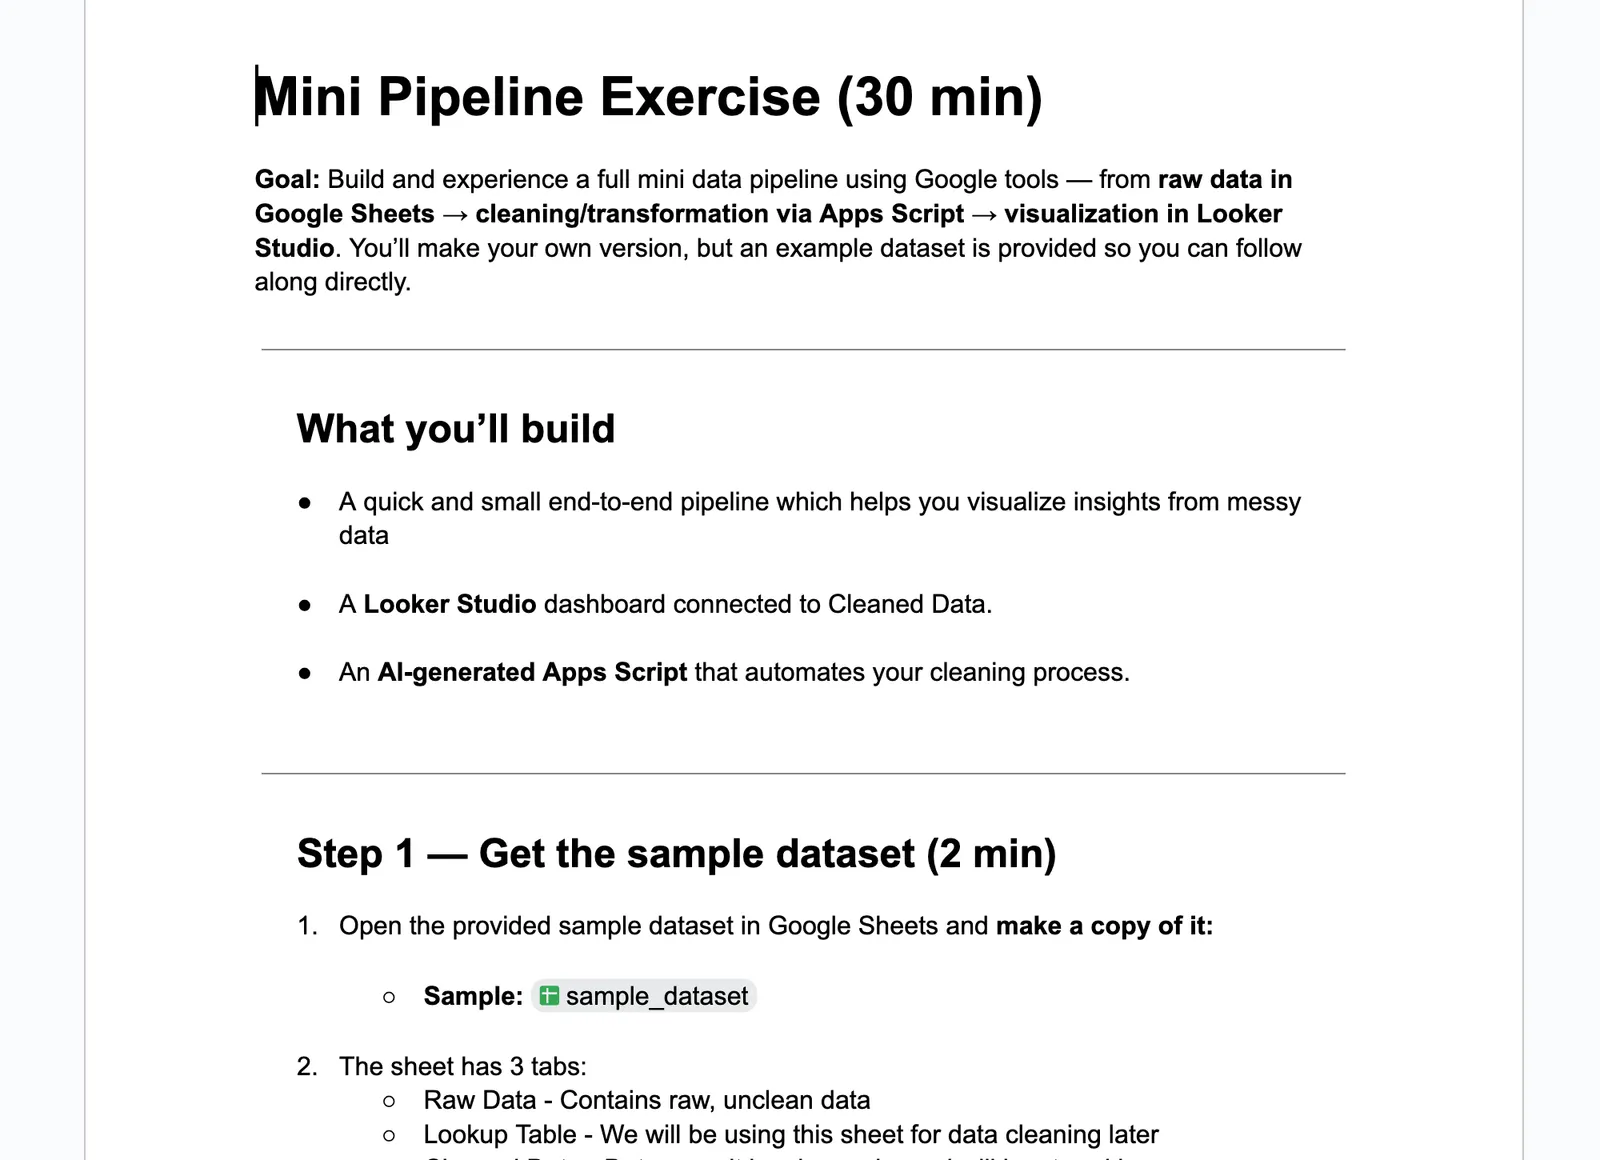 Mini Pipeline Exercise (30 min)
Goal: Build and experience a full mini data pipeline using Google tools — from raw data in
Google Sheets → cleaning/transformation via Apps Script → visualization in Looker
Studio. You’ll make your own version, but an example dataset is provided so you can follow
along directly.
What you’ll build
● A quick and small end-to-end pipeline which helps you visualize insights from messy
data
● A Looker Studio dashboard connected to Cleaned Data.
● An AI-generated Apps Script that automates your cleaning process.
Step 1 — Get the sample dataset (2 min)
1. Open the provided sample dataset in Google Sheets and make a copy of it:
○ Sample: sample_dataset
2. The sheet has 3 tabs:
○ Raw Data - Contains raw, unclean data
○ Lookup Table - We will be using this sheet for data cleaning later